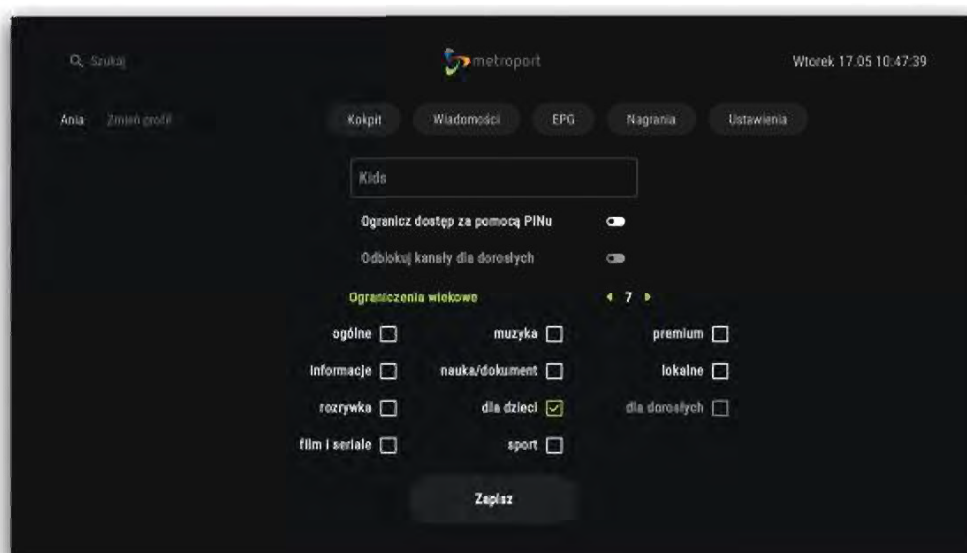 Szukaj metroport Wtorek 17.05 10:47:39
Ania Zmień profil Kokpit Wiadomości EPG Nagrania Ustawienia
Kids
Ogranicz dostęp za pomocą PINu
Odblokuj kanały dla dorosłych
Ograniczenia wiekowe 7
ogólne muzyka premium
informacje nauka/dokument lokalne
rozrywka dla dzieci dla dorosłych
film i seriale sport
Zapisz